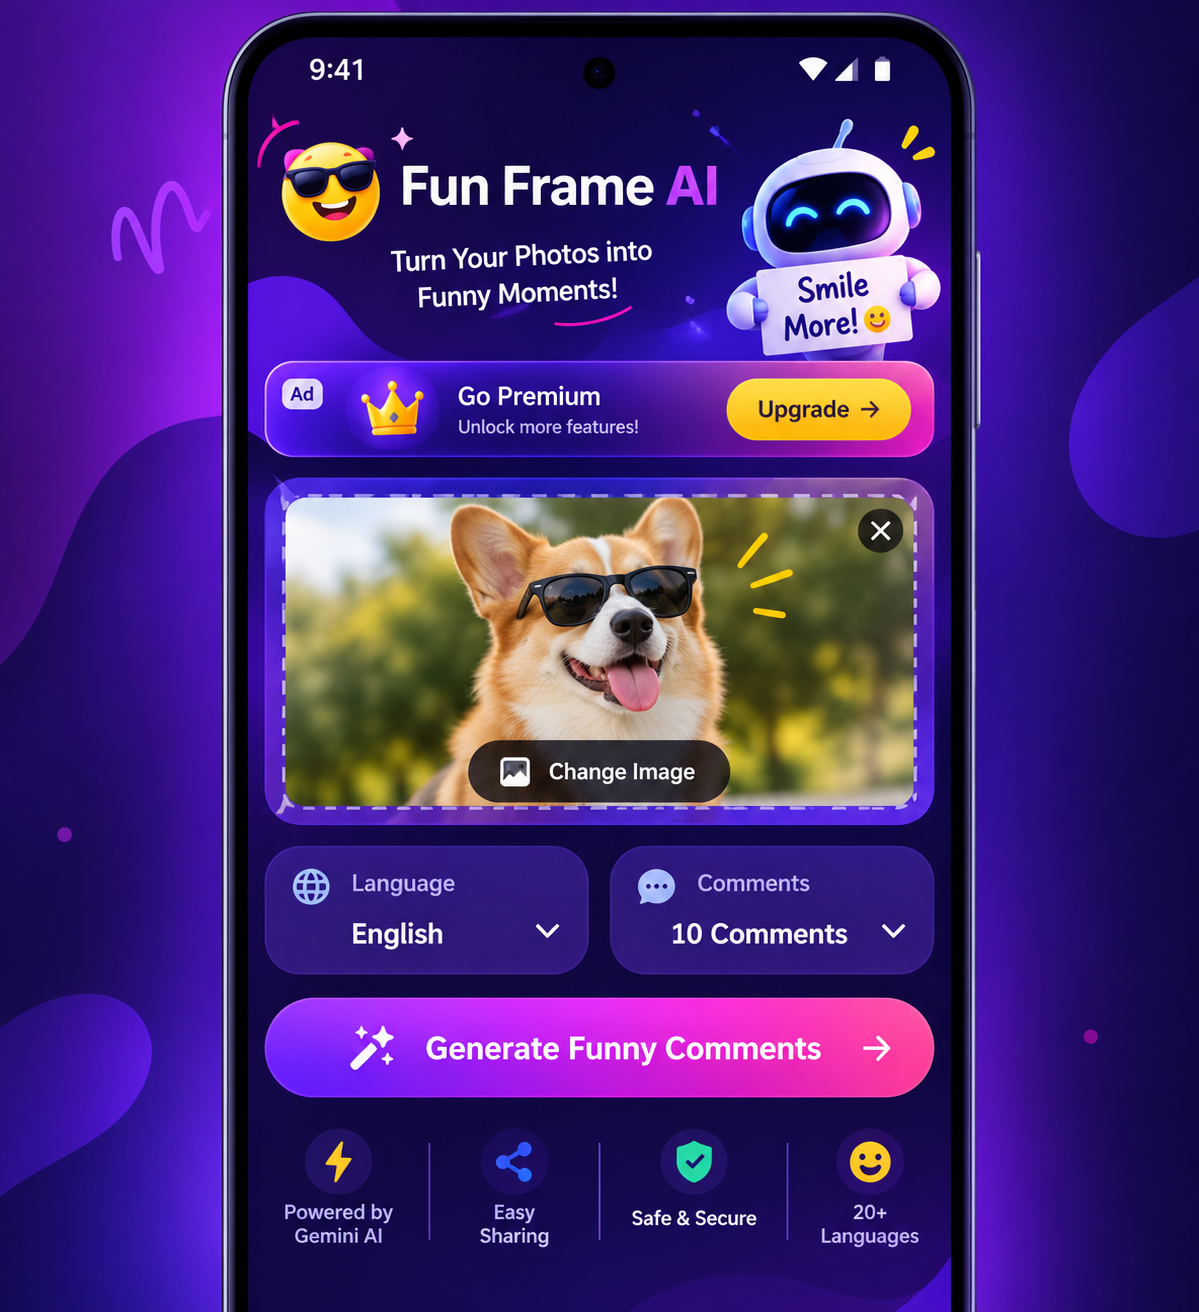 9:41
Fun Frame AI
Turn Your Photos into
Funny Moments!
Smile
More!
Ad
Go Premium
Unlock more features!
Upgrade →
Change Image
Language
English
Comments
10 Comments
Generate Funny Comments →
Powered by
Gemini AI
Easy
Sharing
Safe & Secure
20+
Languages